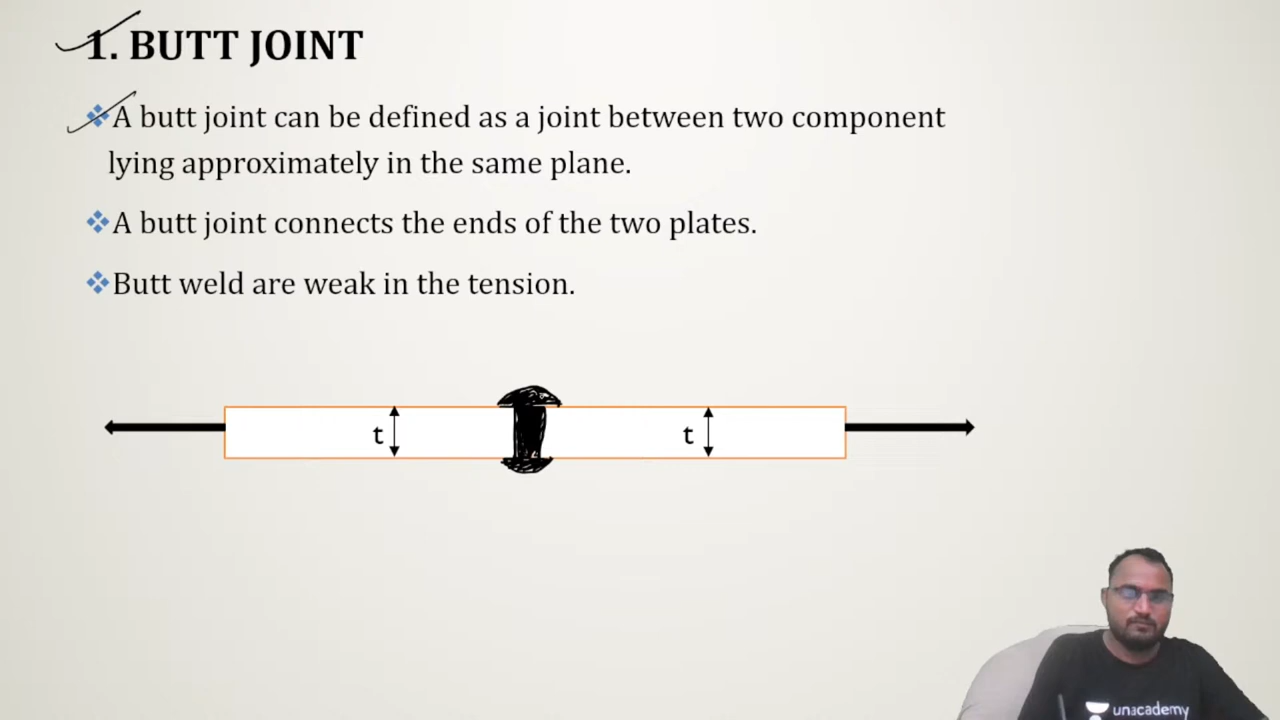 1. BUTT JOINT
❖A butt joint can be defined as a joint between two component
lying approximately in the same plane.
❖A butt joint connects the ends of the two plates.
❖Butt weld are weak in the tension.
t
t
unacademy